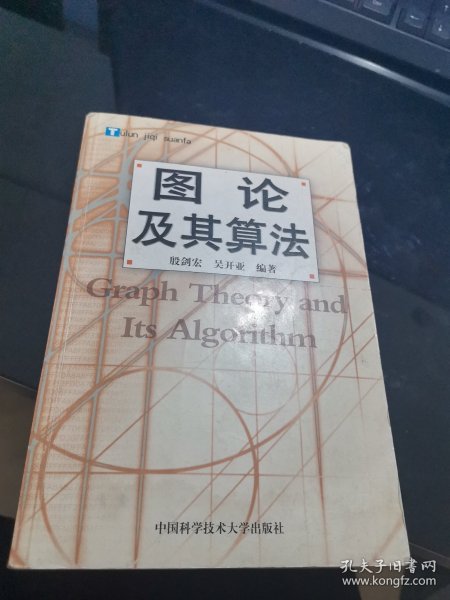 Tulun jiqi suanfa
图论
及其算法
殷剑宏 吴开亚 编著
Graph Theory and
Its Algorithm
中国科学技术大学出版社
孔夫子旧书网
www.kongfz.com